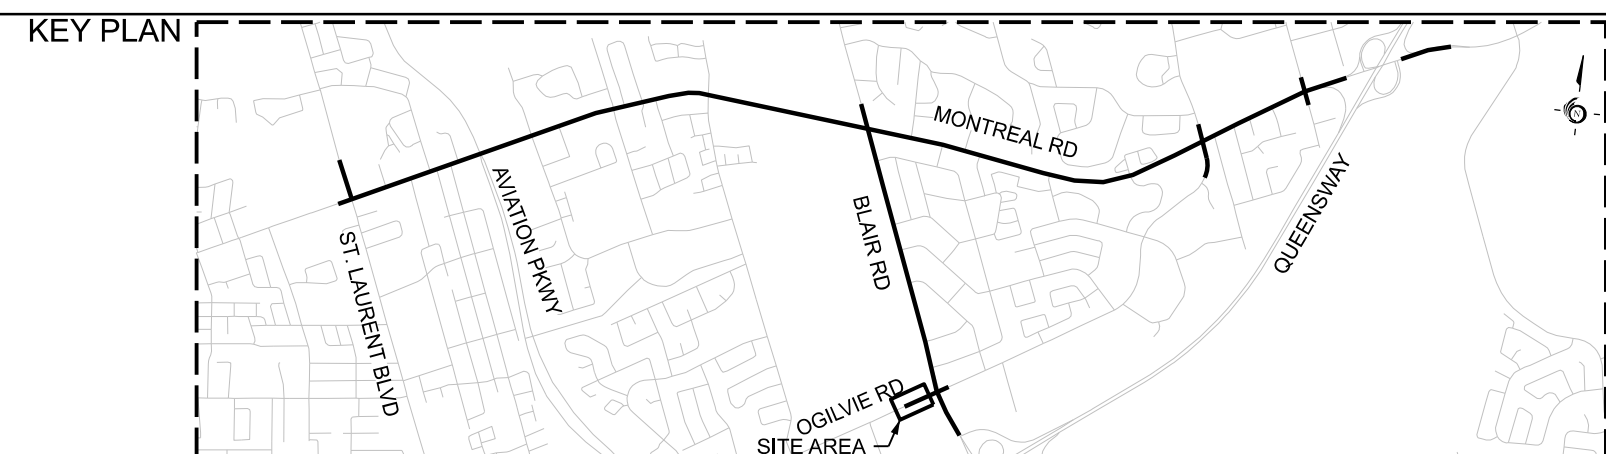 KEY PLAN
MONTREAL RD
AVIATION PKWY
BLAIR RD
QUEENSWAY
ST. LAURENT BLVD
OGILVIE RD
SITE AREA
N